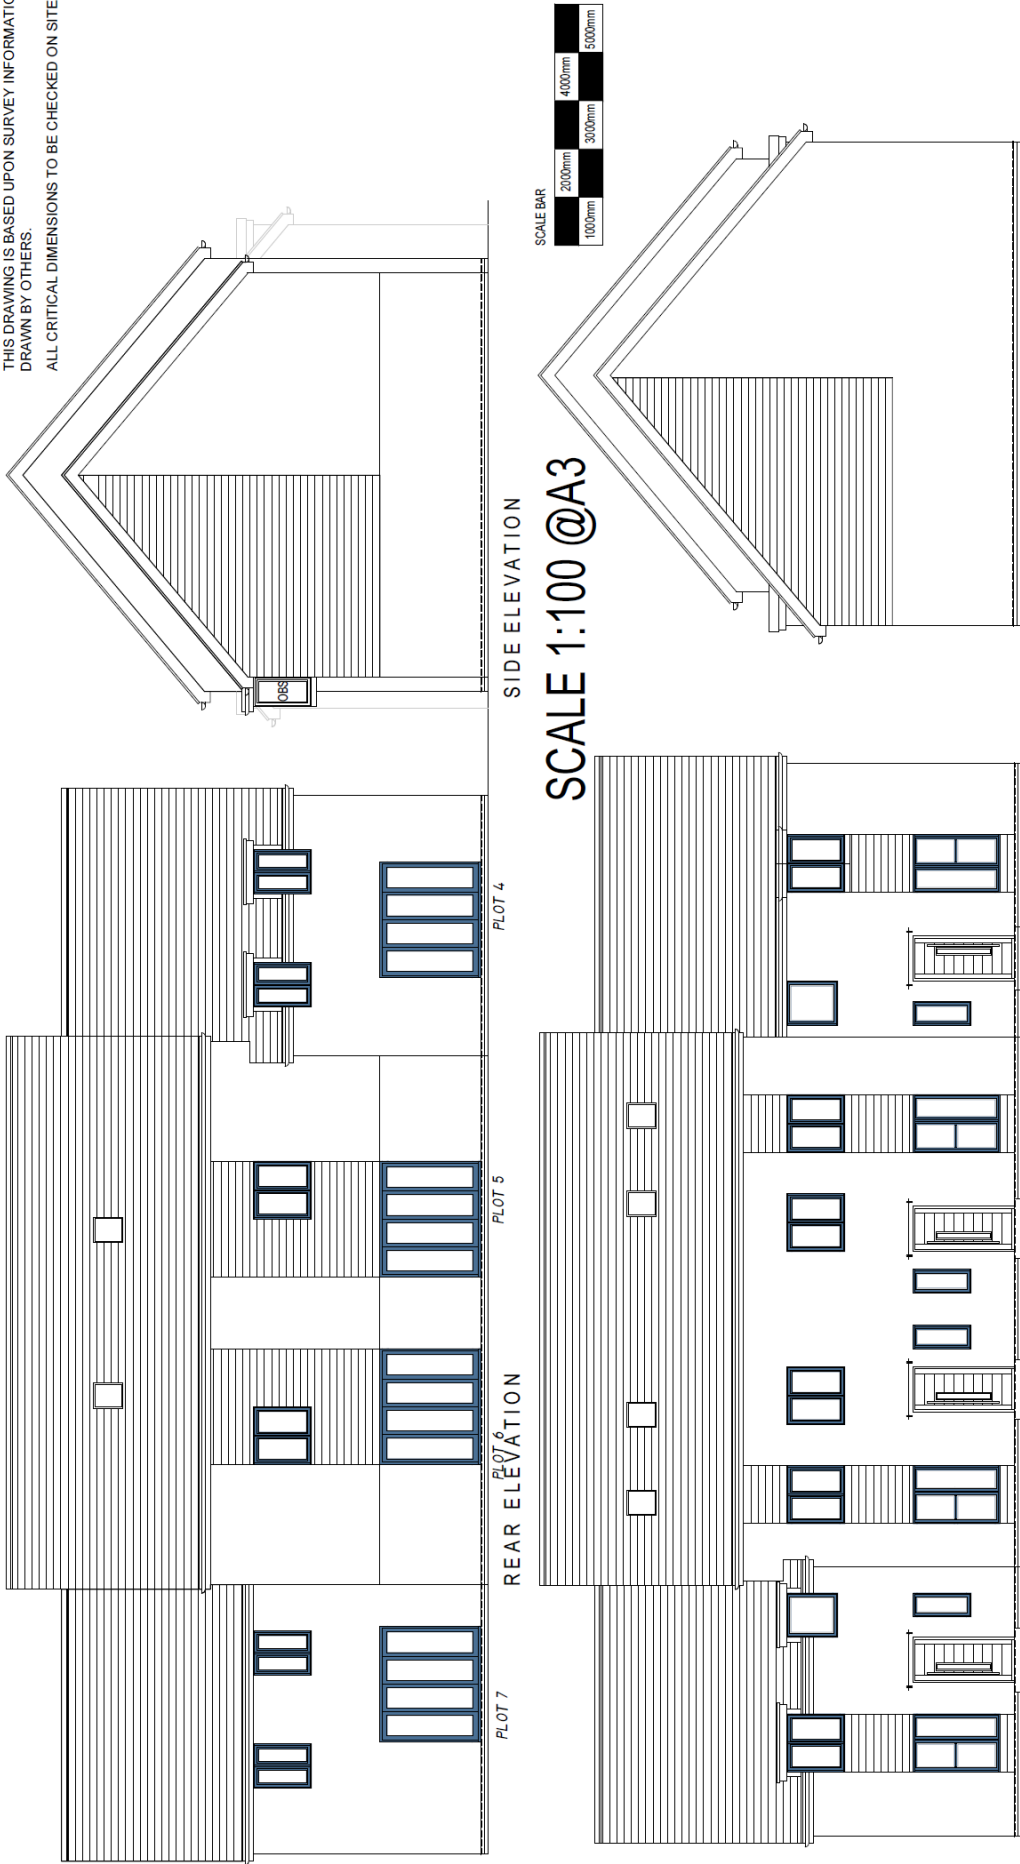 THIS DRAWING IS BASED UPON SURVEY INFORMATIO
DRAWN BY OTHERS.
ALL CRITICAL DIMENSIONS TO BE CHECKED ON SITE
OBS
PLOT 7
PLOT 6
PLOT 5
PLOT 4
REAR ELEVATION
SIDE ELEVATION
SCALE 1:100 @A3
SCALE BAR
1000mm
2000mm
3000mm
4000mm
5000mm